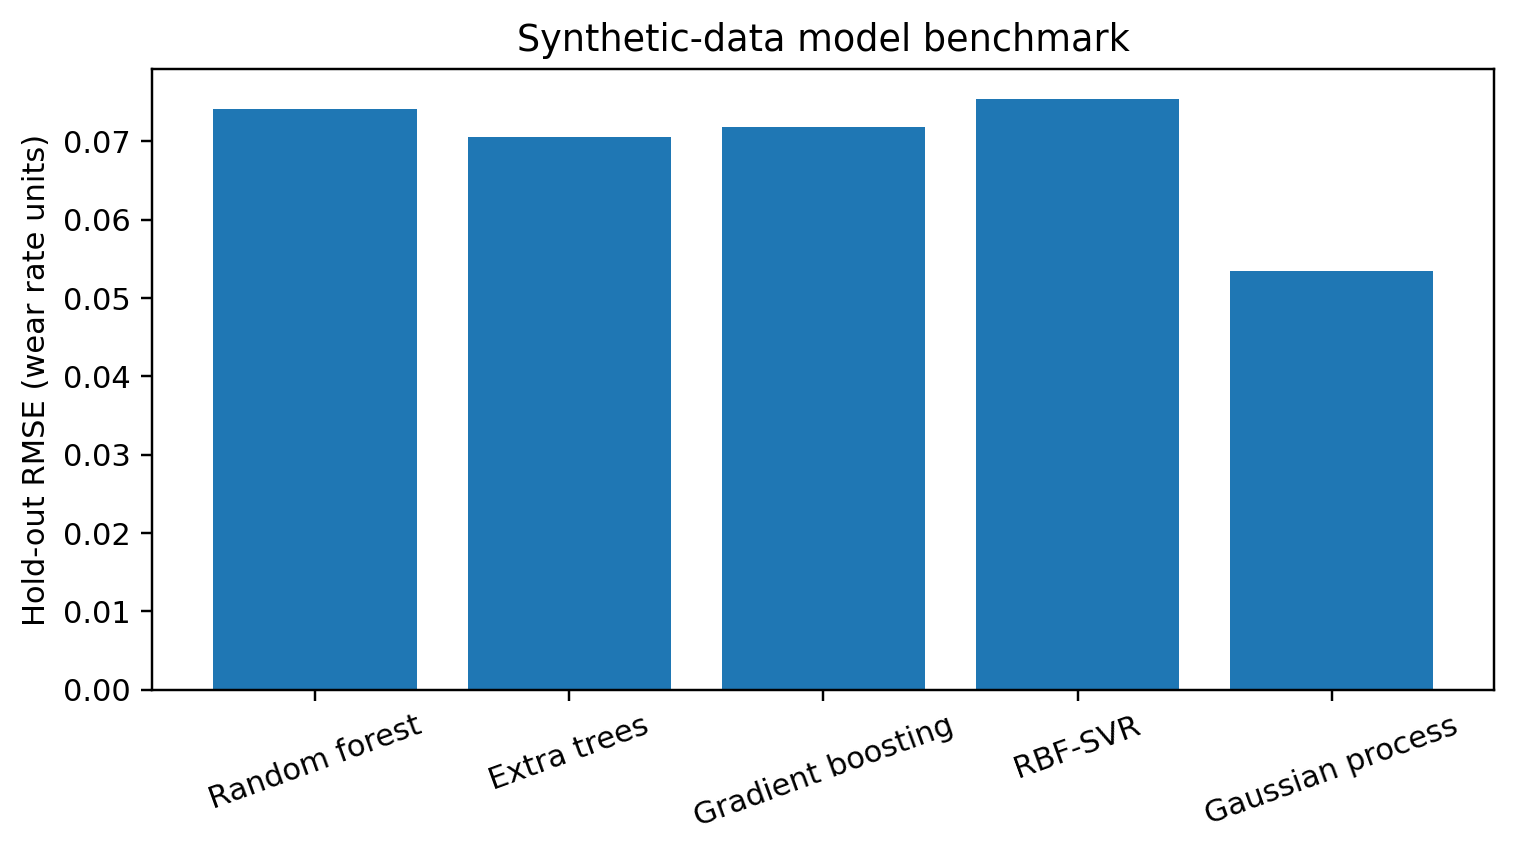 Synthetic-data model benchmark
Hold-out RMSE (wear rate units)
0.07
0.06
0.05
0.04
0.03
0.02
0.01
0.00
Random forest
Extra trees
Gradient boosting
RBF-SVR
Gaussian process